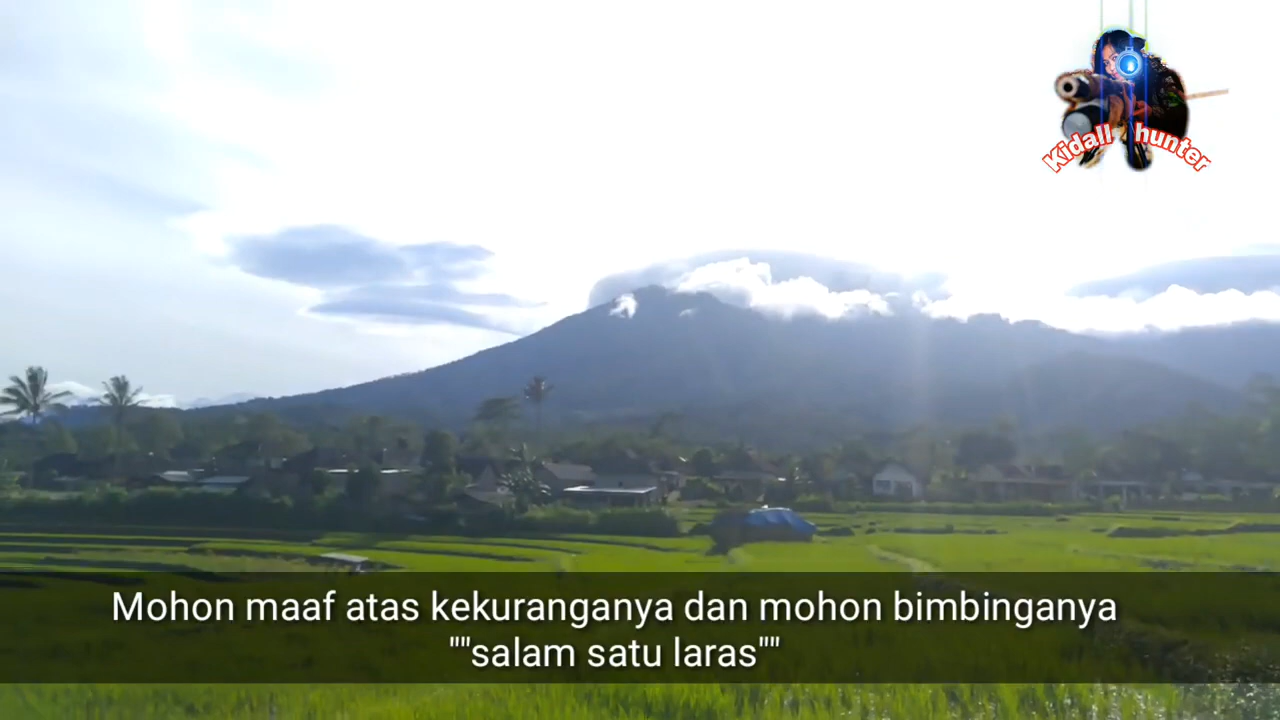 Kidall hunter
Mohon maaf atas kekuranganya dan mohon bimbinganya
""salam satu laras""